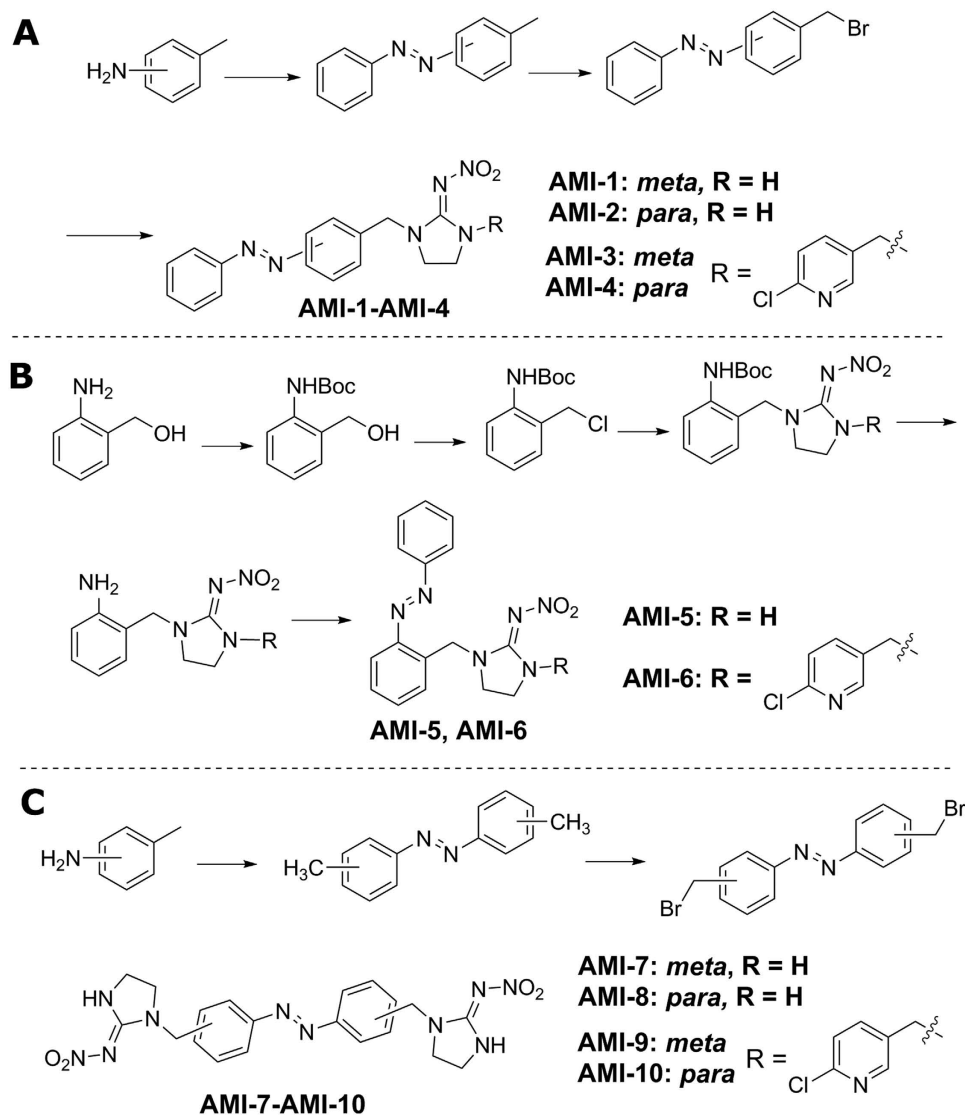 A
H₂N
N
N
N
N
Br
N
NO₂
N
N
N
N
R
AMI-1-AMI-4
AMI-1: meta, R = H
AMI-2: para, R = H
AMI-3: meta
AMI-4: para
R =
Cl
N
B
NH₂
OH
NHBoc
OH
NHBoc
Cl
NHBoc
N
NO₂
N
N
R
NH₂
N
NO₂
N
N
R
N
N
N
NO₂
N
N
R
AMI-5, AMI-6
AMI-5: R = H
AMI-6: R =
Cl
N
C
H₂N
H₃C
N
N
CH₃
Br
N
N
Br
HN
N
O₂N
N
N
N
N
NO₂
N
NH
AMI-7-AMI-10
AMI-7: meta, R = H
AMI-8: para, R = H
AMI-9: meta
AMI-10: para
R =
Cl
N